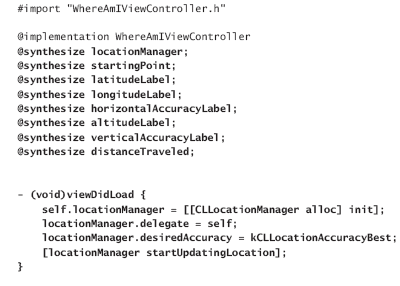 #import "WhereAmIViewController.h"
@implementation WhereAmIViewController
@synthesize locationManager;
@synthesize startingPoint;
@synthesize latitudeLabel;
@synthesize longitudeLabel;
@synthesize horizontalAccuracyLabel;
@synthesize altitudeLabel;
@synthesize verticalAccuracyLabel;
@synthesize distanceTraveled;
- (void)viewDidLoad {
    self.locationManager = [[CLLocationManager alloc] init];
    locationManager.delegate = self;
    locationManager.desiredAccuracy = kCLLocationAccuracyBest;
    [locationManager startUpdatingLocation];
}